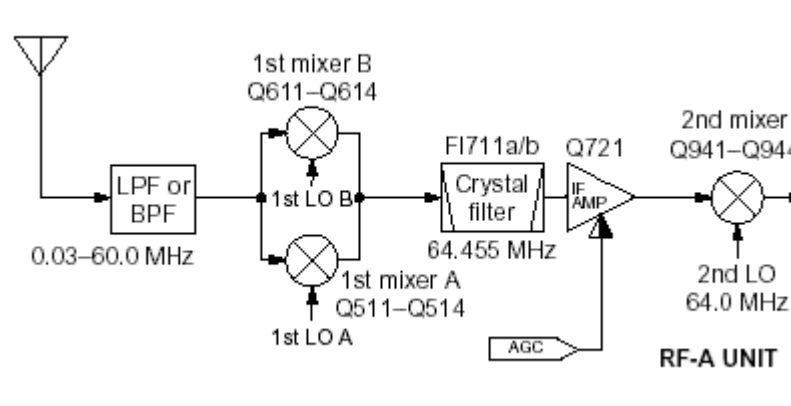 1st mixer B
Q611–Q614
FI711a/b
Q721
2nd mixer
Q941–Q944
LPF or
BPF
1st LO B
Crystal
filter
IF
AMP
0.03–60.0 MHz
64.455 MHz
1st mixer A
Q511–Q514
1st LO A
2nd LO
64.0 MHz
AGC
RF-A UNIT